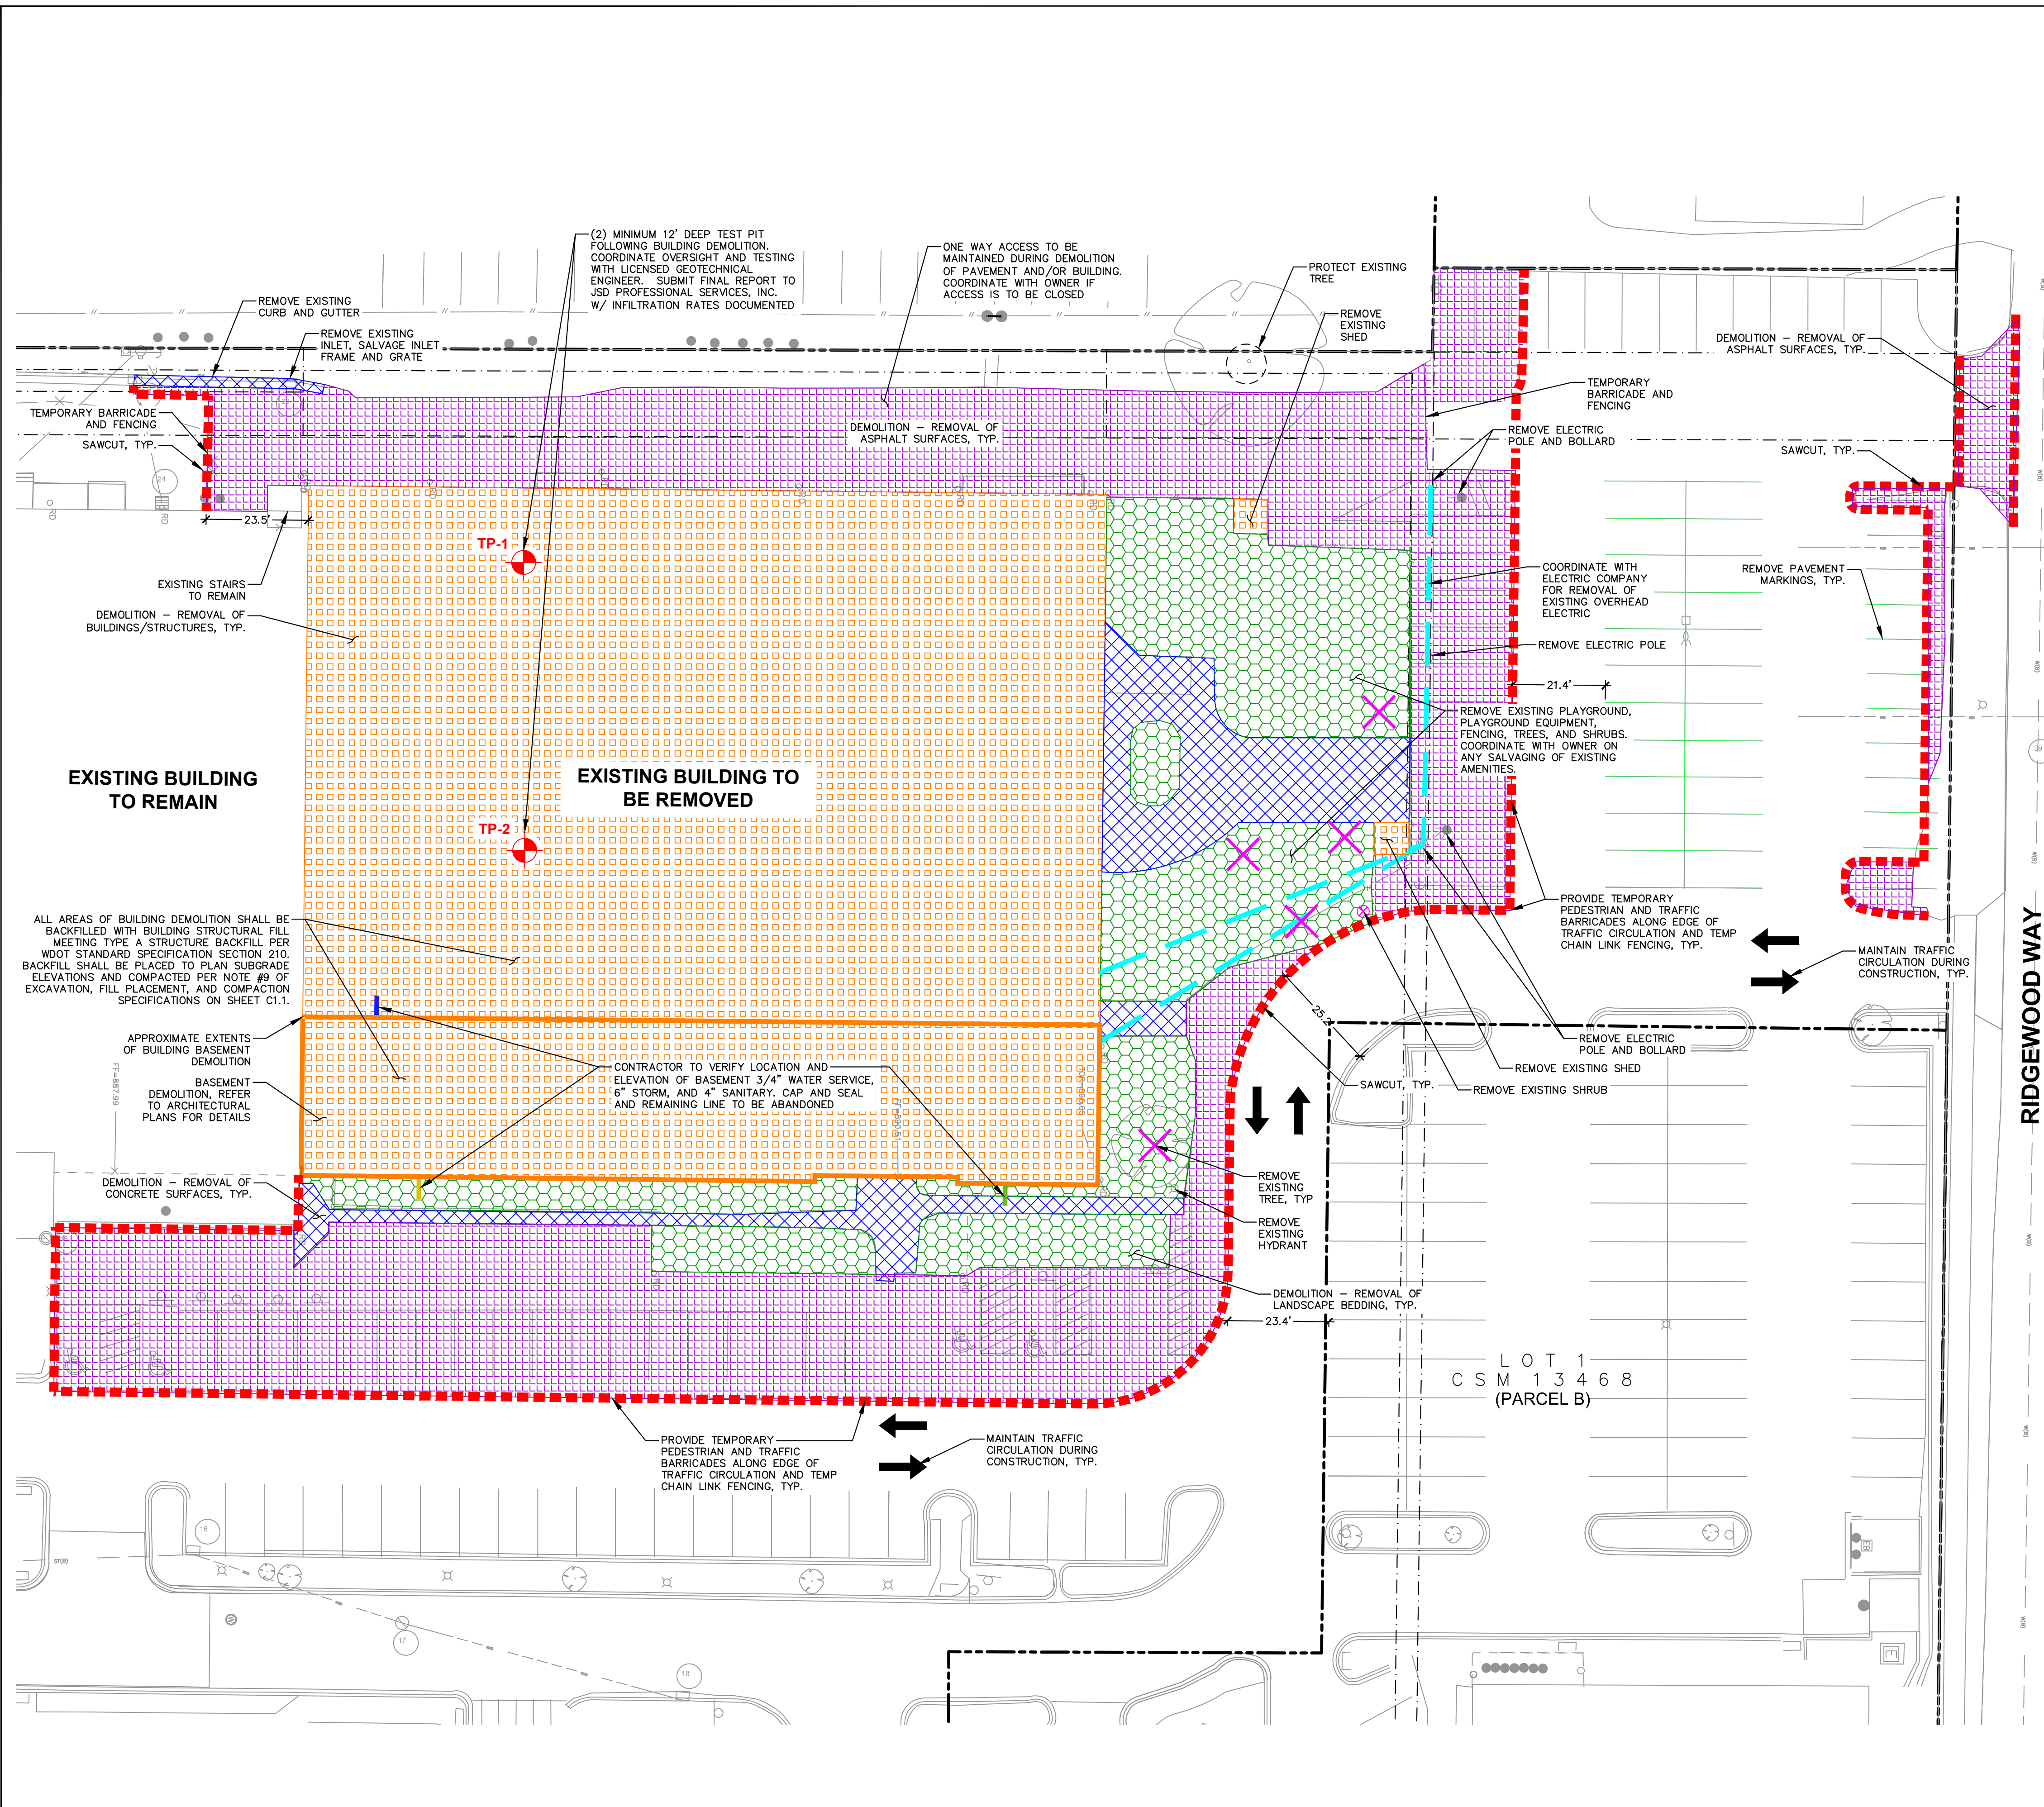 (2) MINIMUM 12' DEEP TEST PIT
FOLLOWING BUILDING DEMOLITION.
COORDINATE OVERSIGHT AND TESTING
WITH LICENSED GEOTECHNICAL
ENGINEER. SUBMIT FINAL REPORT TO
JSD PROFESSIONAL SERVICES, INC.
W/ INFILTRATION RATES DOCUMENTED
ONE WAY ACCESS TO BE
MAINTAINED DURING DEMOLITION
OF PAVEMENT AND/OR BUILDING.
COORDINATE WITH OWNER IF
ACCESS IS TO BE CLOSED
PROTECT EXISTING
TREE
REMOVE
EXISTING
SHED
REMOVE EXISTING
CURB AND GUTTER
REMOVE EXISTING
INLET, SALVAGE INLET
FRAME AND GRATE
DEMOLITION – REMOVAL OF
ASPHALT SURFACES, TYP.
TEMPORARY
BARRICADE AND
FENCING
TEMPORARY BARRICADE
AND FENCING
SAWCUT, TYP.
DEMOLITION – REMOVAL OF
ASPHALT SURFACES, TYP.
REMOVE ELECTRIC
POLE AND BOLLARD
SAWCUT, TYP.
24
23.5'
TP-1
EXISTING STAIRS
TO REMAIN
DEMOLITION – REMOVAL OF
BUILDINGS/STRUCTURES, TYP.
COORDINATE WITH
ELECTRIC COMPANY
FOR REMOVAL OF
EXISTING OVERHEAD
ELECTRIC
REMOVE PAVEMENT
MARKINGS, TYP.
REMOVE ELECTRIC POLE
21.4'
REMOVE EXISTING PLAYGROUND,
PLAYGROUND EQUIPMENT,
FENCING, TREES, AND SHRUBS.
COORDINATE WITH OWNER ON
ANY SALVAGING OF EXISTING
AMENITIES.
EXISTING BUILDING
TO REMAIN
EXISTING BUILDING TO
BE REMOVED
TP-2
ALL AREAS OF BUILDING DEMOLITION SHALL BE
BACKFILLED WITH BUILDING STRUCTURAL FILL
MEETING TYPE A STRUCTURE BACKFILL PER
WDOT STANDARD SPECIFICATION SECTION 210.
BACKFILL SHALL BE PLACED TO PLAN SUBGRADE
ELEVATIONS AND COMPACTED PER NOTE #9 OF
EXCAVATION, FILL PLACEMENT, AND COMPACTION
SPECIFICATIONS ON SHEET C1.1.
PROVIDE TEMPORARY
PEDESTRIAN AND TRAFFIC
BARRICADES ALONG EDGE OF
TRAFFIC CIRCULATION AND TEMP
CHAIN LINK FENCING, TYP.
MAINTAIN TRAFFIC
CIRCULATION DURING
CONSTRUCTION, TYP.
RIDGEWOOD WAY
APPROXIMATE EXTENTS
OF BUILDING BASEMENT
DEMOLITION
25.2'
REMOVE ELECTRIC
POLE AND BOLLARD
REMOVE EXISTING SHED
REMOVE EXISTING SHRUB
SAWCUT, TYP.
CONTRACTOR TO VERIFY LOCATION AND
ELEVATION OF BASEMENT 3/4" WATER SERVICE,
6" STORM, AND 4" SANITARY. CAP AND SEAL
AND REMAINING LINE TO BE ABANDONED
BASEMENT
DEMOLITION, REFER
TO ARCHITECTURAL
PLANS FOR DETAILS
FF=887.99
DEMOLITION – REMOVAL OF
CONCRETE SURFACES, TYP.
REMOVE
EXISTING
TREE, TYP
REMOVE
EXISTING
HYDRANT
DEMOLITION – REMOVAL OF
LANDSCAPE BEDDING, TYP.
23.4'
LOT 1
CSM 13468
(PARCEL B)
PROVIDE TEMPORARY
PEDESTRIAN AND TRAFFIC
BARRICADES ALONG EDGE OF
TRAFFIC CIRCULATION AND TEMP
CHAIN LINK FENCING, TYP.
MAINTAIN TRAFFIC
CIRCULATION DURING
CONSTRUCTION, TYP.
16
ST(B)
17
18
EB
E